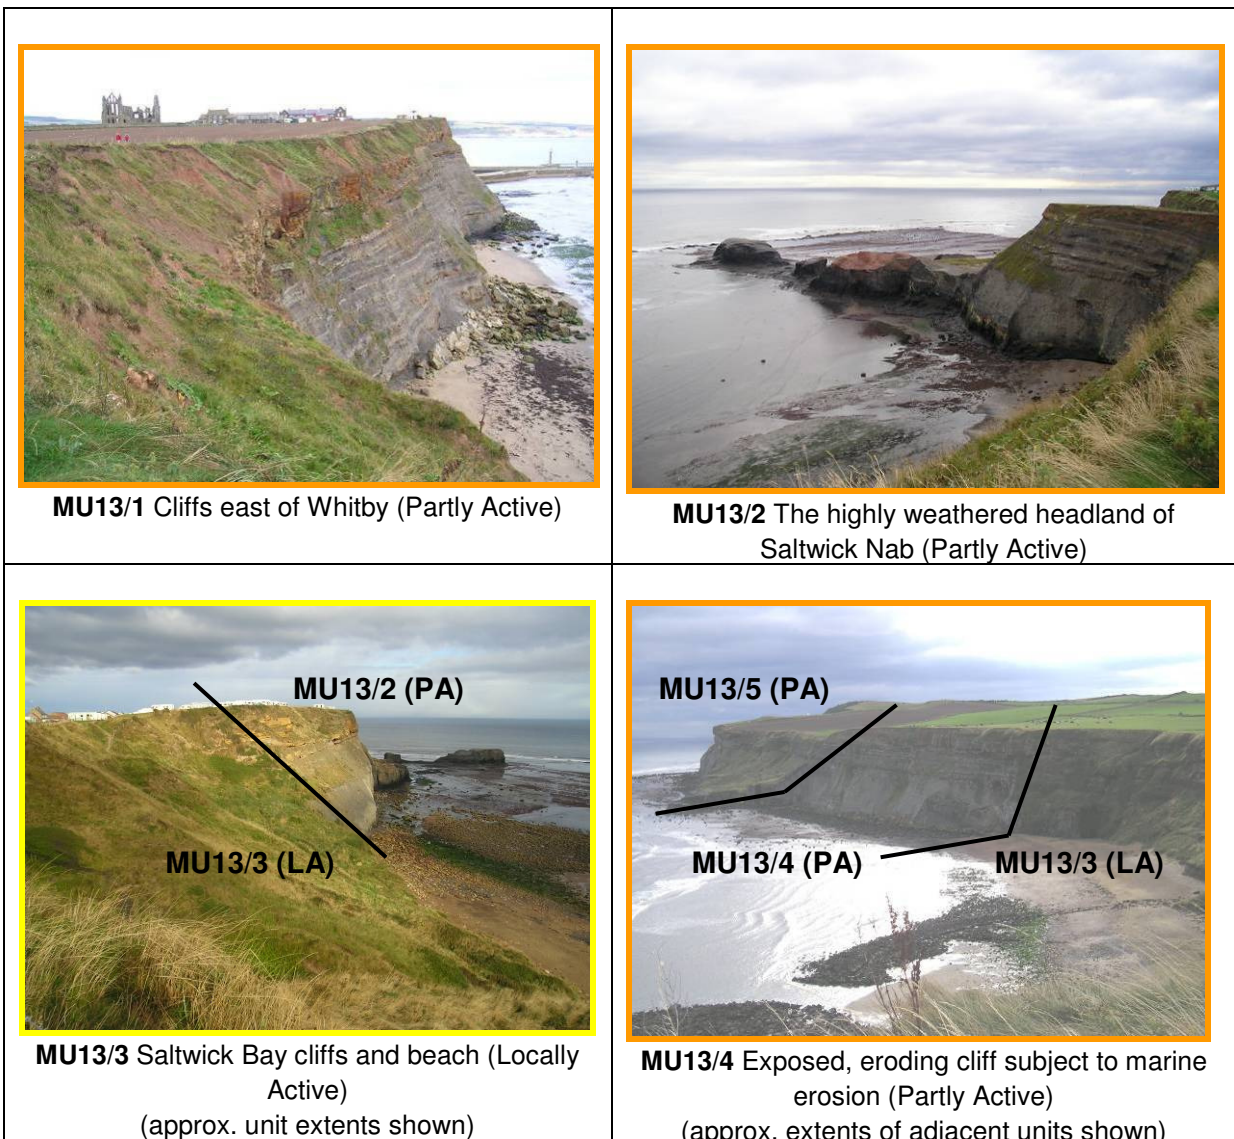 MU13/1 Cliffs east of Whitby (Partly Active)
MU13/2 The highly weathered headland of
Saltwick Nab (Partly Active)
MU13/2 (PA)
MU13/3 (LA)
MU13/3 Saltwick Bay cliffs and beach (Locally
Active)
(approx. unit extents shown)
MU13/5 (PA)
MU13/4 (PA)
MU13/3 (LA)
MU13/4 Exposed, eroding cliff subject to marine
erosion (Partly Active)
(approx. extents of adjacent units shown)